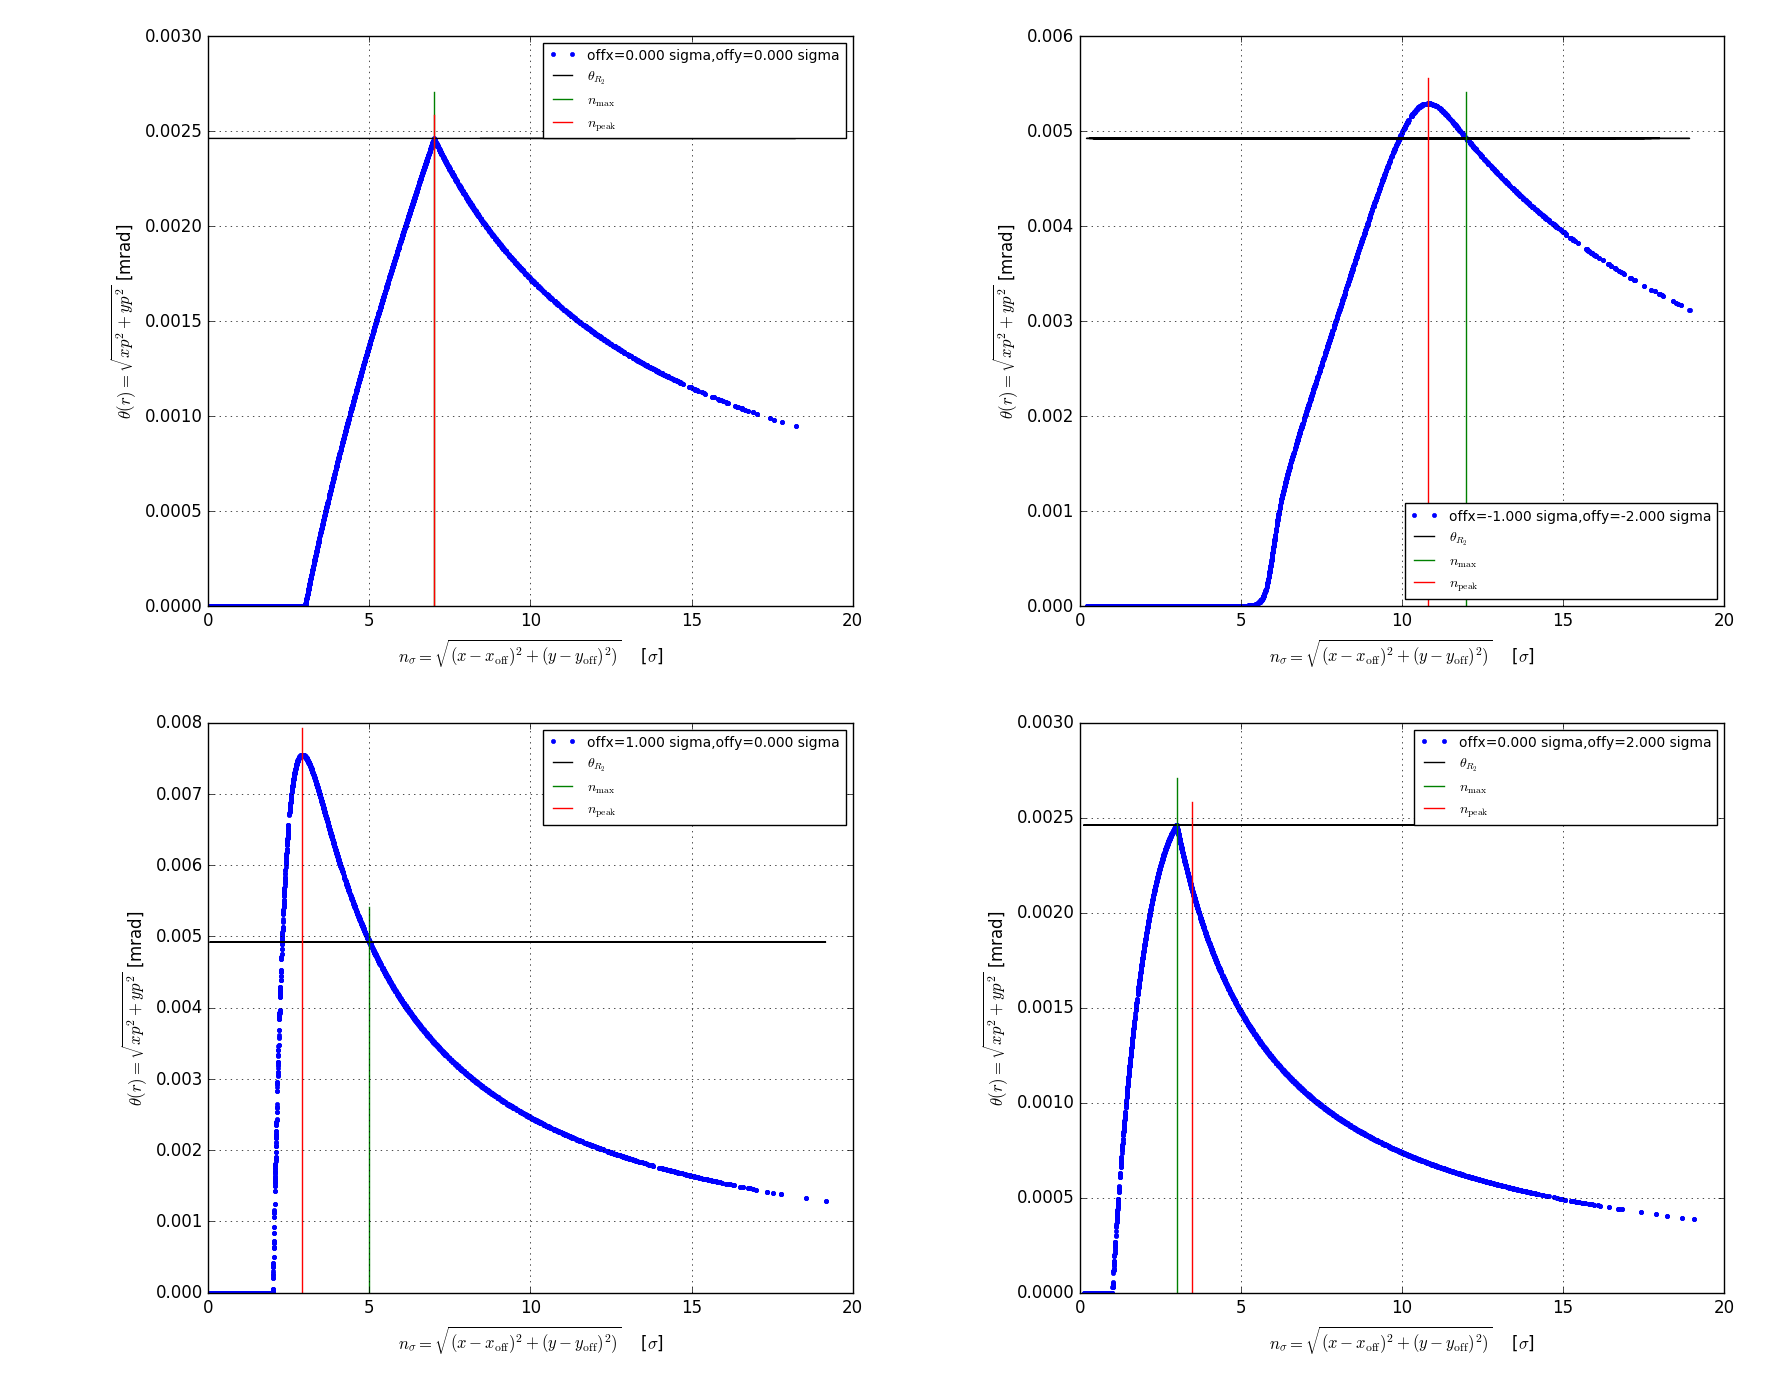 0.0030
0.0025
0.0020
0.0015
0.0010
0.0005
0.0000
0 5 10 15 20
θ(r) = √xp² + yp² [mrad]
n_σ = √(x − x_off)² + (y − y_off)²) [σ]
offx=0.000 sigma,offy=0.000 sigma
θ_R₂
n_max
n_peak
0.006
0.005
0.004
0.003
0.002
0.001
0.000
0 5 10 15 20
θ(r) = √xp² + yp² [mrad]
n_σ = √(x − x_off)² + (y − y_off)²) [σ]
offx=-1.000 sigma,offy=-2.000 sigma
θ_R₂
n_max
n_peak
0.008
0.007
0.006
0.005
0.004
0.003
0.002
0.001
0.000
0 5 10 15 20
θ(r) = √xp² + yp² [mrad]
n_σ = √(x − x_off)² + (y − y_off)²) [σ]
offx=1.000 sigma,offy=0.000 sigma
θ_R₂
n_max
n_peak
0.0030
0.0025
0.0020
0.0015
0.0010
0.0005
0.0000
0 5 10 15 20
θ(r) = √xp² + yp² [mrad]
n_σ = √(x − x_off)² + (y − y_off)²) [σ]
offx=0.000 sigma,offy=2.000 sigma
θ_R₂
n_max
n_peak